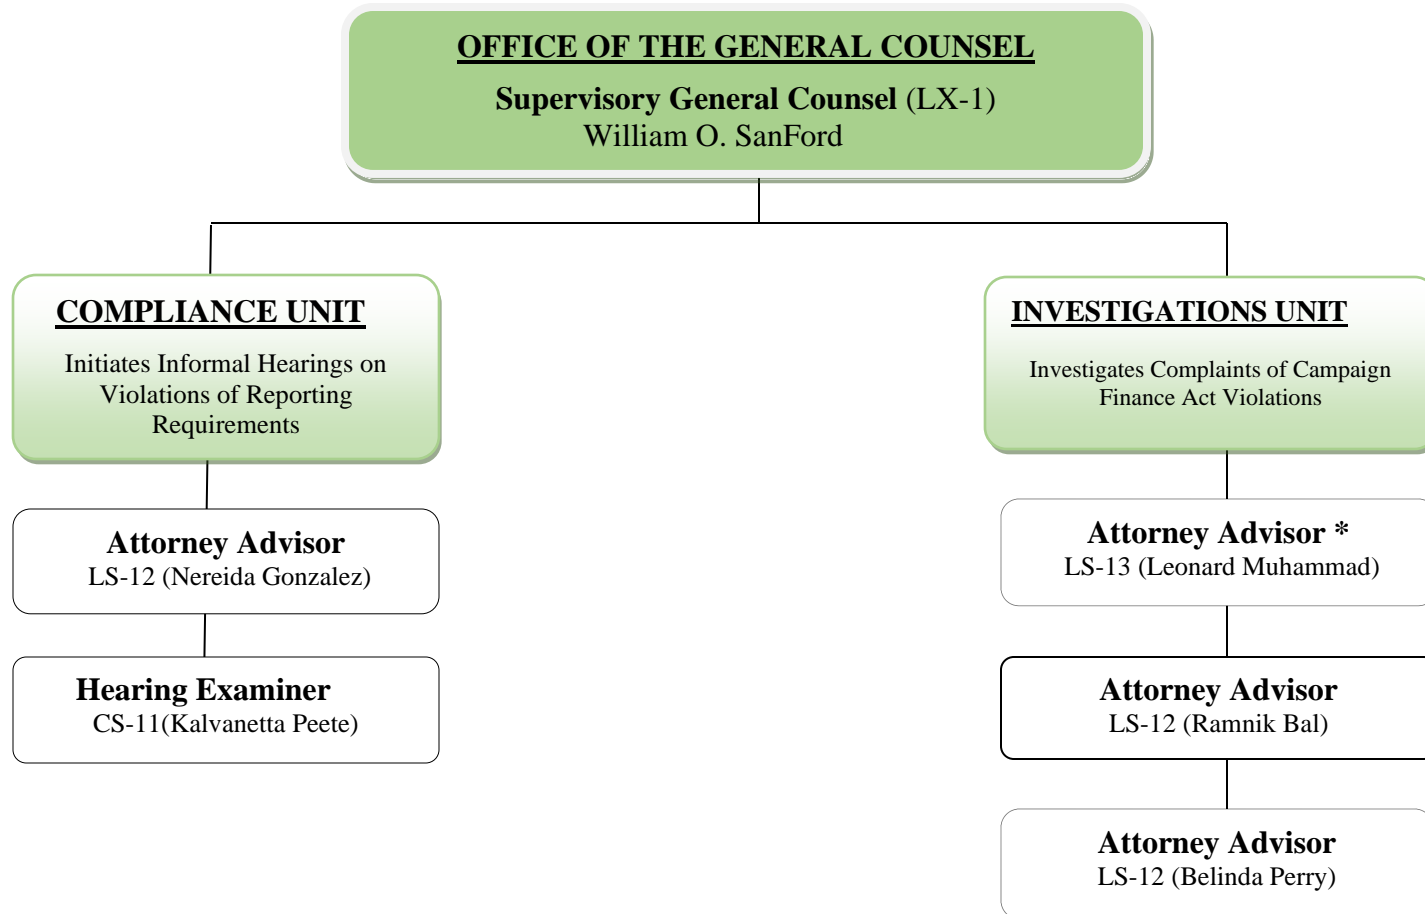 OFFICE OF THE GENERAL COUNSEL
Supervisory General Counsel (LX-1)
William O. SanFord
COMPLIANCE UNIT
Initiates Informal Hearings on
Violations of Reporting
Requirements
Attorney Advisor
LS-12 (Nereida Gonzalez)
Hearing Examiner
CS-11(Kalvanetta Peete)
INVESTIGATIONS UNIT
Investigates Complaints of Campaign
Finance Act Violations
Attorney Advisor *
LS-13 (Leonard Muhammad)
Attorney Advisor
LS-12 (Ramnik Bal)
Attorney Advisor
LS-12 (Belinda Perry)